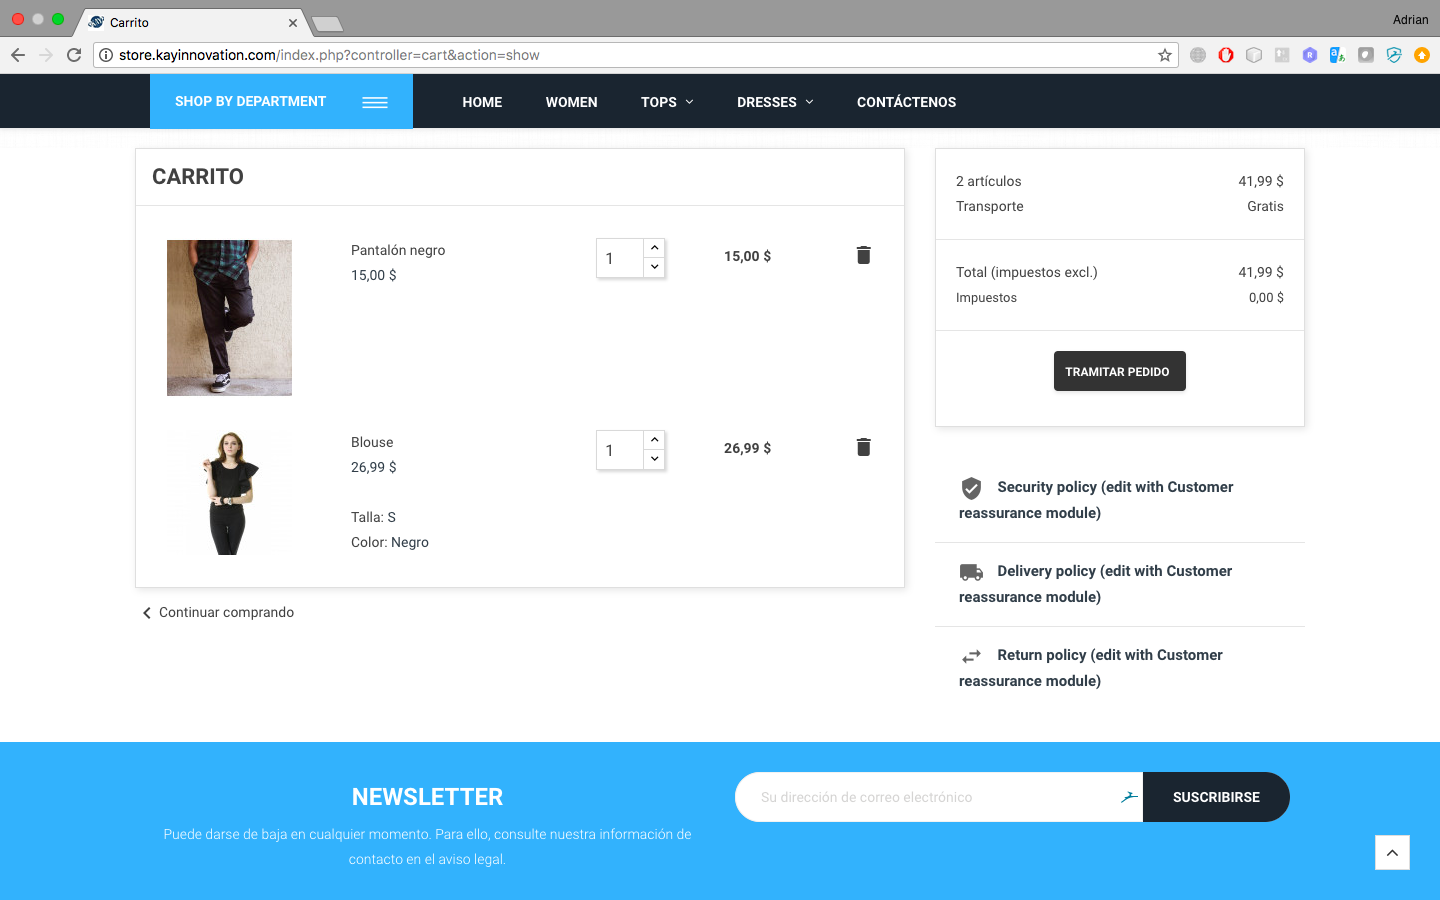 Carrito
Adrian
store.kayinnovation.com/index.php?controller=cart&action=show
SHOP BY DEPARTMENT
HOME
WOMEN
TOPS
DRESSES
CONTÁCTENOS
CARRITO
Pantalón negro
15,00 $
1
15,00 $
Blouse
26,99 $
Talla: S
Color: Negro
1
26,99 $
Continuar comprando
2 artículos 41,99 $
Transporte Gratis
Total (impuestos excl.) 41,99 $
Impuestos 0,00 $
TRAMITAR PEDIDO
Security policy (edit with Customer
reassurance module)
Delivery policy (edit with Customer
reassurance module)
Return policy (edit with Customer
reassurance module)
NEWSLETTER
Puede darse de baja en cualquier momento. Para ello, consulte nuestra información de
contacto en el aviso legal.
Su dirección de correo electrónico
SUSCRIBIRSE